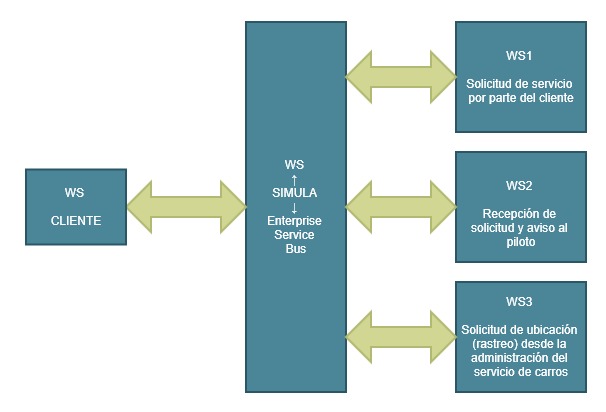 WS
CLIENTE
WS
↑
SIMULA
↓
Enterprise
Service
Bus
WS1
Solicitud de servicio
por parte del cliente
WS2
Recepción de
solicitud y aviso al
piloto
WS3
Solicitud de ubicación
(rastreo) desde la
administración del
servicio de carros